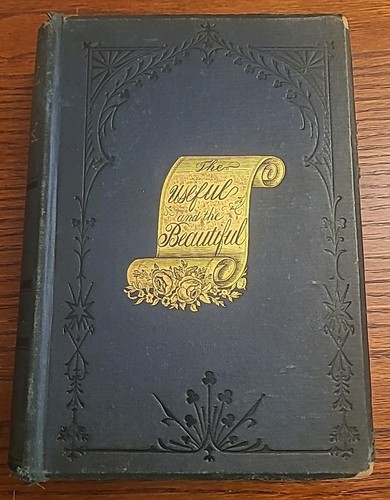 The
Useful
and the
Beautiful